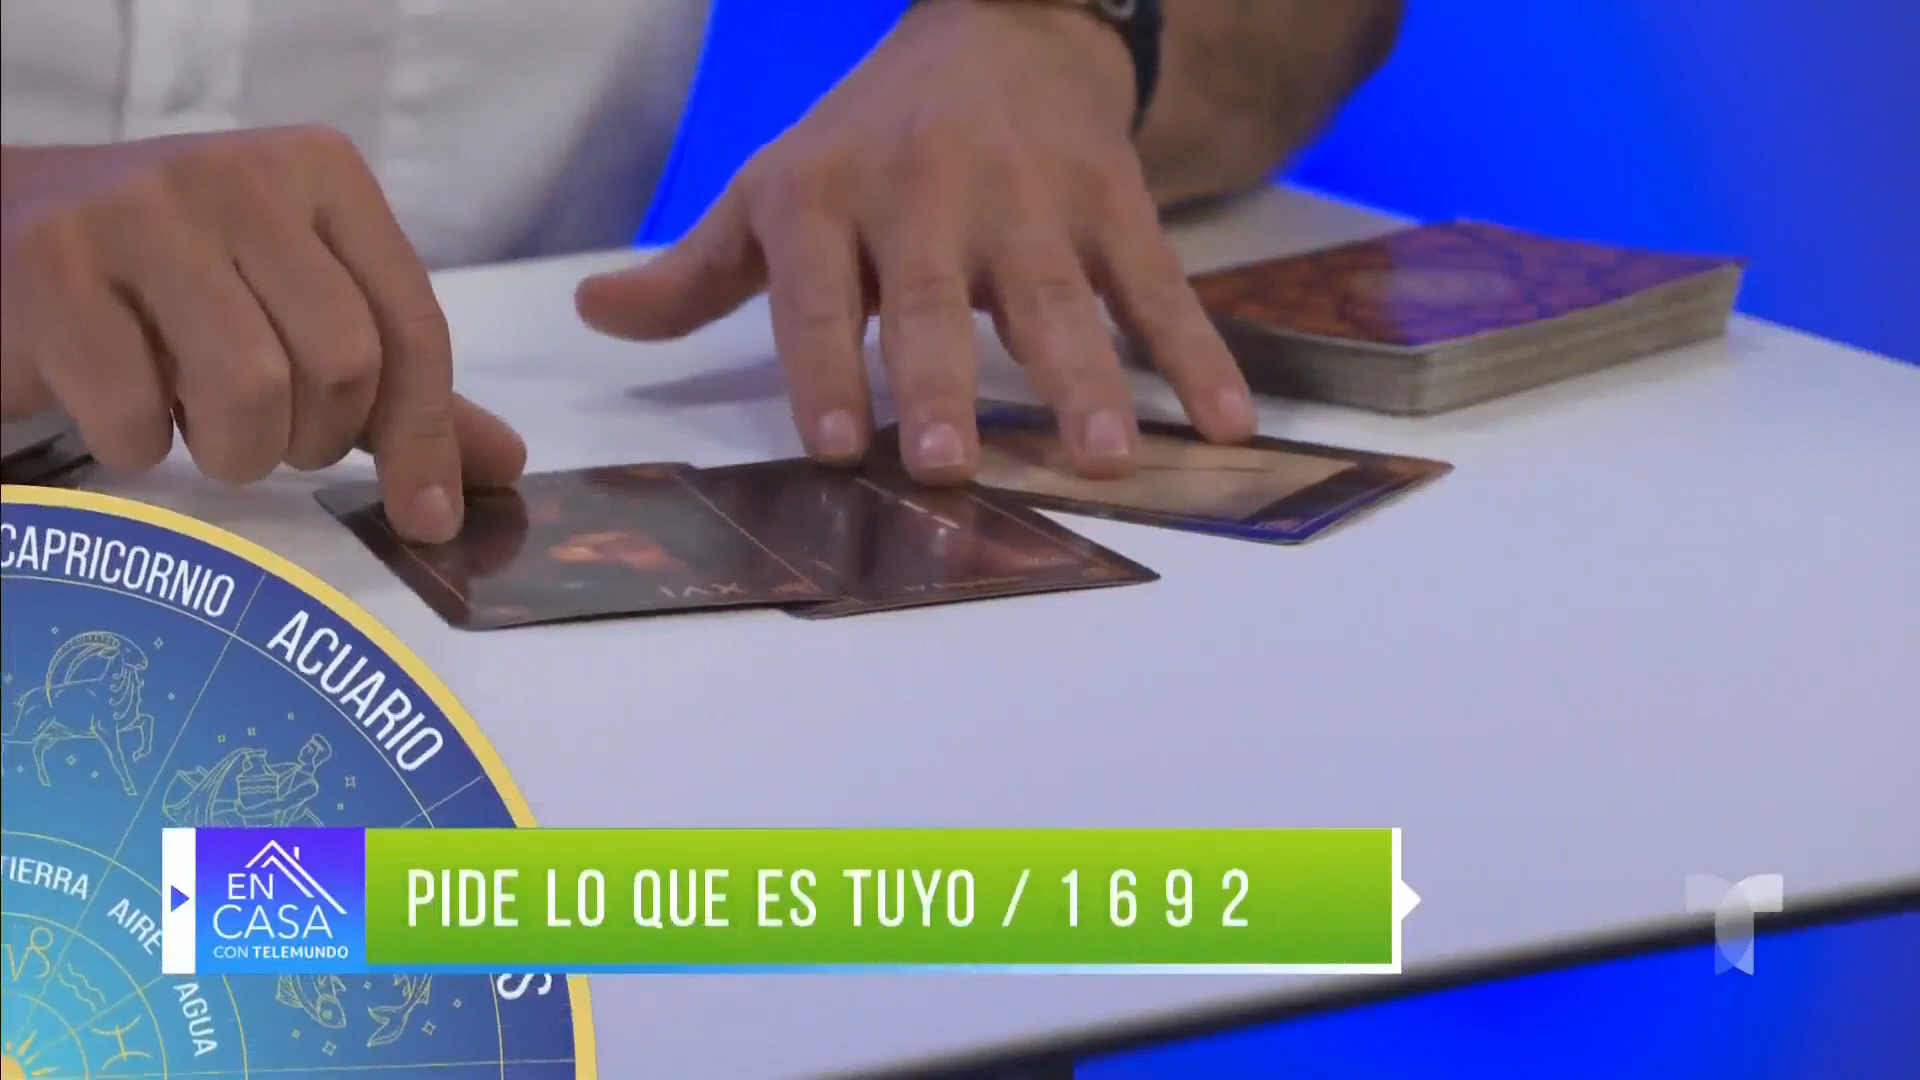 CAPRICORNIO
ACUARIO
TIERRA
AIRE
AGUA
S
XVI
EN
CASA
CON TELEMUNDO
PIDE LO QUE ES TUYO / 1 6 9 2